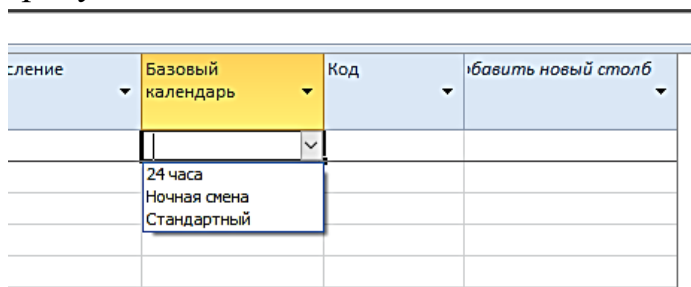 сление
Базовый календарь
Код
бавить новый столб
24 часа
Ночная смена
Стандартный